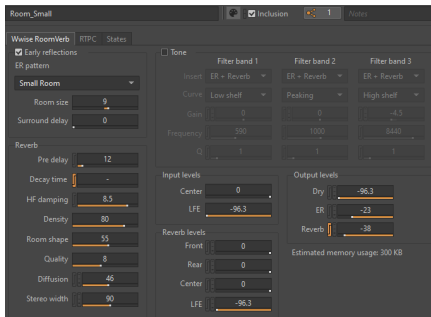 Room_Small Inclusion 1 Notes
Wwise RoomVerb RTPC States
Early reflections
ER pattern
Small Room
Room size 9
Surround delay 0
Reverb
Pre delay 12
Decay time -
HF damping 8.5
Density 80
Room shape 55
Quality 8
Diffusion 46
Stereo width 90
Tone
Filter band 1 Filter band 2 Filter band 3
Insert ER + Reverb ER + Reverb ER + Reverb
Curve Low shelf Peaking High shelf
Gain 0 0 -4.5
Frequency 590 1000 8440
Q 1 1 1
Input levels
Center 0
LFE -96.3
Reverb levels
Front 0
Rear 0
Center 0
LFE -96.3
Output levels
Dry -96.3
ER -23
Reverb -38
Estimated memory usage: 300 KB